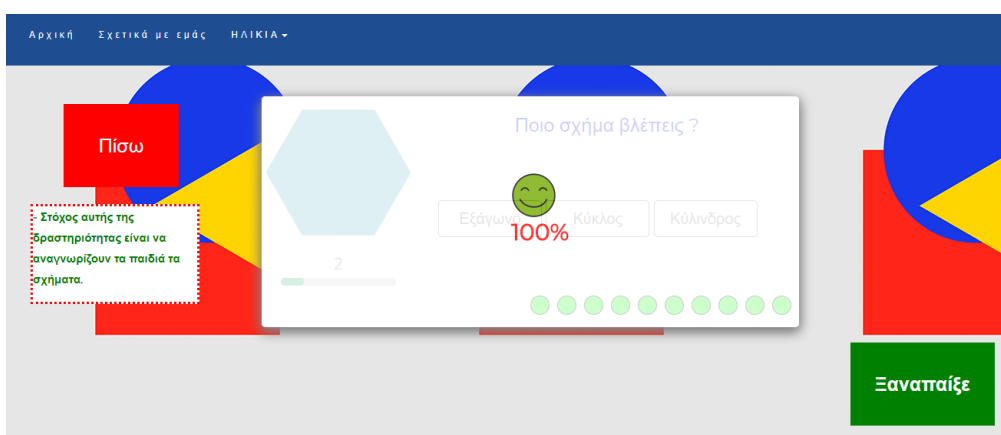 Αρχική Σχετικά με εμάς ΗΛΙΚΙΑ
Πίσω
- Στόχος αυτής της
δραστηριότητας είναι να
αναγνωρίζουν τα παιδιά τα
σχήματα.
Ποιο σχήμα βλέπεις ?
Εξάγωνο Κύκλος Κύλινδρος
100%
2
Ξαναπαίξε